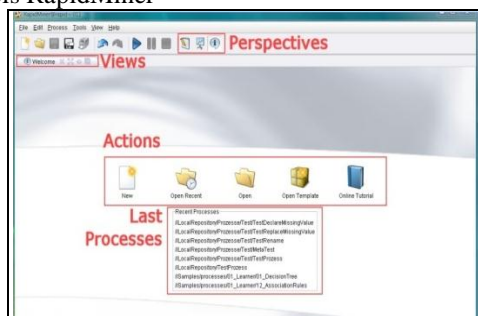 is RapidMiner
File Edit Process Tools View Help
Perspectives
Welcome
Views
Actions
New
Open Recent
Open
Open Template
Online Tutorial
Last
Processes
Recent Processes
//LocalRepository/Prozesse/Test/TestDeclareMissingValue
//LocalRepository/Prozesse/Test/TestReplaceMissingValue
//LocalRepository/Prozesse/Test/TestRename
//LocalRepository/Prozesse/Test/MetaTest
//LocalRepository/Prozesse/Test/TestProzess
//LocalRepository/TestProzess
//Samples/processes/01_Learner/01_DecisionTree
//Samples/processes/01_Learner/12_AssociationRules